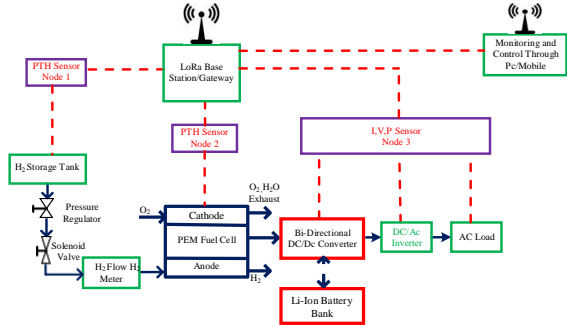 LoRa Base
Station/Gateway
Monitoring and
Control Through
Pc/Mobile
PTH Sensor
Node 1
PTH Sensor
Node 2
I,V,P Sensor
Node 3
H2 Storage Tank
Pressure
Regulator
Solenoid
Valve
H2 Flow H2
Meter
O2
Cathode
PEM Fuel Cell
Anode
O2,H2O
Exhaust
H2
Bi-Directional
DC/Dc Converter
DC/Ac
Inverter
AC Load
Li-Ion Battery
Bank